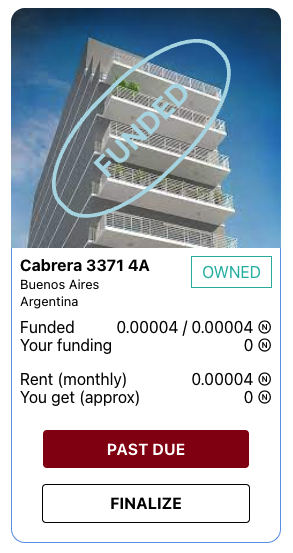 FUNDED
Cabrera 3371 4A
OWNED
Buenos Aires
Argentina
Funded 0.00004 / 0.00004 Ⓝ
Your funding 0 Ⓝ
Rent (monthly) 0.00004 Ⓝ
You get (approx) 0 Ⓝ
PAST DUE
FINALIZE